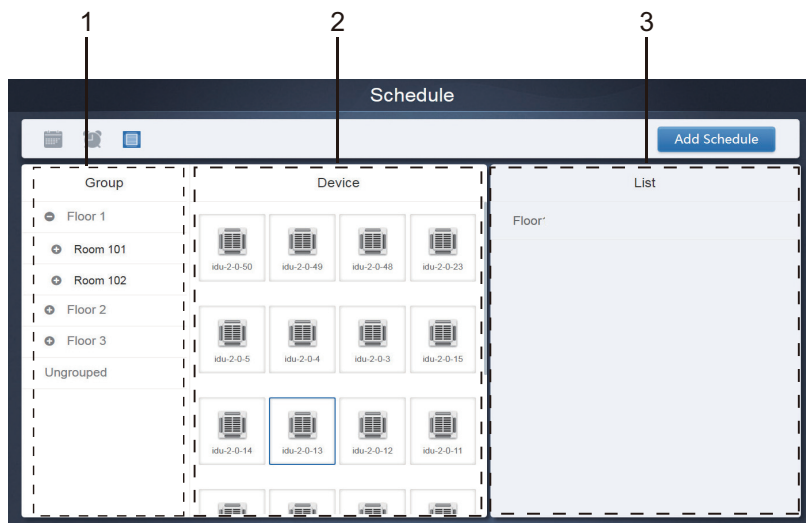 1 2 3
Schedule
Add Schedule
Group Device List
Floor 1
Room 101
Room 102
Floor 2
Floor 3
Ungrouped
idu-2-0-50 idu-2-0-49 idu-2-0-48 idu-2-0-23
idu-2-0-5 idu-2-0-4 idu-2-0-3 idu-2-0-15
idu-2-0-14 idu-2-0-13 idu-2-0-12 idu-2-0-11
Floor